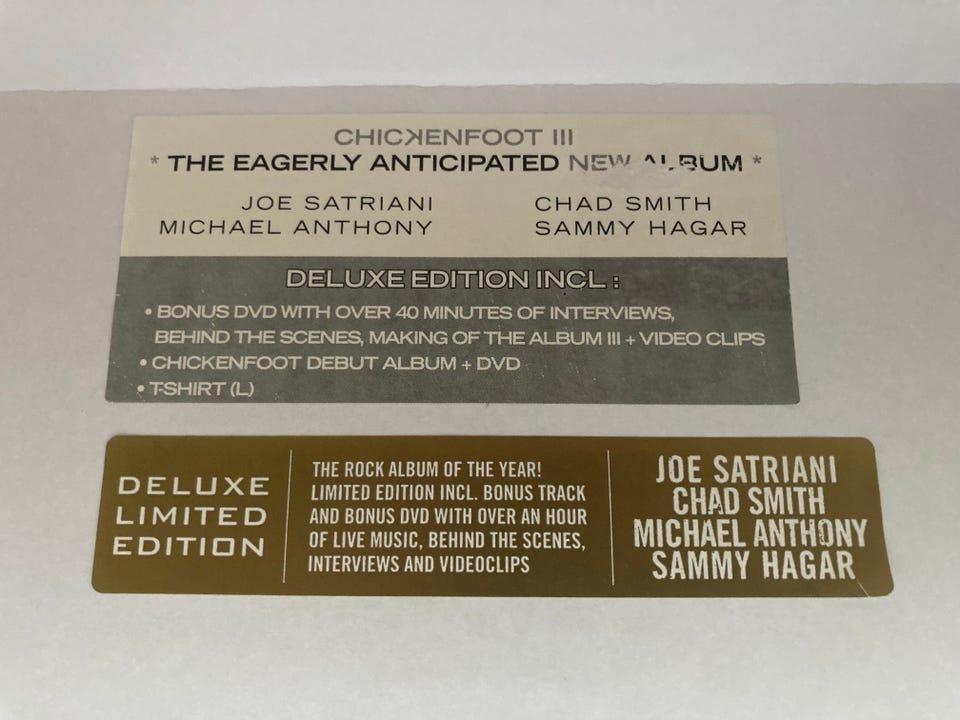 CHICKENFOOT III
* THE EAGERLY ANTICIPATED NEW ALBUM *
JOE SATRIANI CHAD SMITH
MICHAEL ANTHONY SAMMY HAGAR
DELUXE EDITION INCL :
• BONUS DVD WITH OVER 40 MINUTES OF INTERVIEWS,
BEHIND THE SCENES, MAKING OF THE ALBUM III + VIDEO CLIPS
• CHICKENFOOT DEBUT ALBUM + DVD
• T-SHIRT (L)
DELUXE
LIMITED
EDITION
THE ROCK ALBUM OF THE YEAR!
LIMITED EDITION INCL. BONUS TRACK
AND BONUS DVD WITH OVER AN HOUR
OF LIVE MUSIC, BEHIND THE SCENES,
INTERVIEWS AND VIDEOCLIPS
JOE SATRIANI
CHAD SMITH
MICHAEL ANTHONY
SAMMY HAGAR